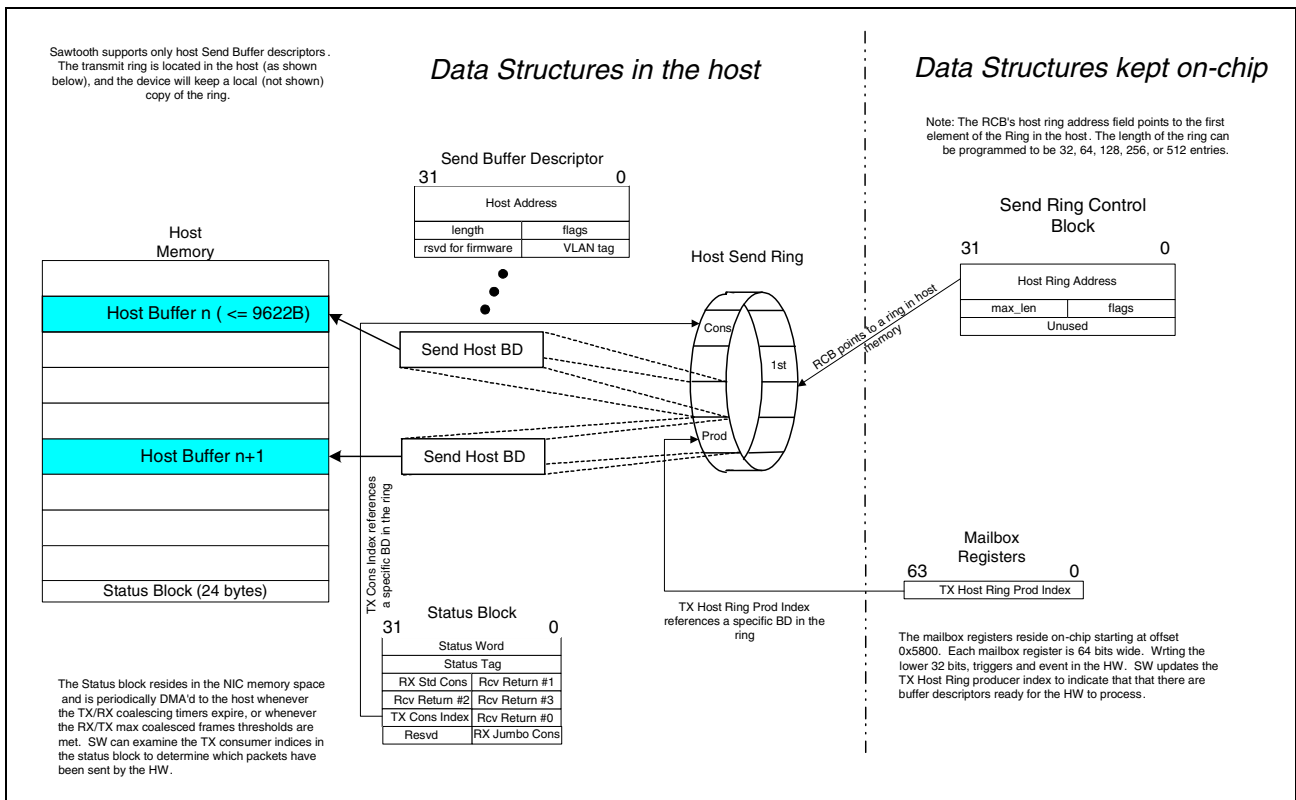 Sawtooth supports only host Send Buffer descriptors.
The transmit ring is located in the host (as shown
below), and the device will keep a local (not shown)
copy of the ring.
Data Structures in the host
Data Structures kept on-chip
Note: The RCB's host ring address field points to the first
element of the Ring in the host. The length of the ring can
be programmed to be 32, 64, 128, 256, or 512 entries.
Send Buffer Descriptor
31 0
Host Address
length flags
rsvd for firmware VLAN tag
Send Ring Control
Block
31 0
Host Ring Address
max_len flags
Unused
Host
Memory
Host Buffer n ( <= 9622B)
Host Buffer n+1
Status Block (24 bytes)
Send Host BD
Send Host BD
Host Send Ring
Cons
1st
Prod
RCB points to a ring in host
memory
TX Cons Index references
a specific BD in the ring
Mailbox
Registers
63 0
TX Host Ring Prod Index
TX Host Ring Prod Index
references a specific BD in the
ring
Status Block
31 0
Status Word
Status Tag
RX Std Cons Rcv Return #1
Rcv Return #2 Rcv Return #3
TX Cons Index Rcv Return #0
Resvd RX Jumbo Cons
The mailbox registers reside on-chip starting at offset
0x5800. Each mailbox register is 64 bits wide. Wrting the
lower 32 bits, triggers and event in the HW. SW updates the
TX Host Ring producer index to indicate that that there are
buffer descriptors ready for the HW to process.
The Status block resides in the NIC memory space
and is periodically DMA'd to the host whenever
the TX/RX coalescing timers expire, or whenever
the RX/TX max coalesced frames thresholds are
met. SW can examine the TX consumer indices in
the status block to determine which packets have
been sent by the HW.